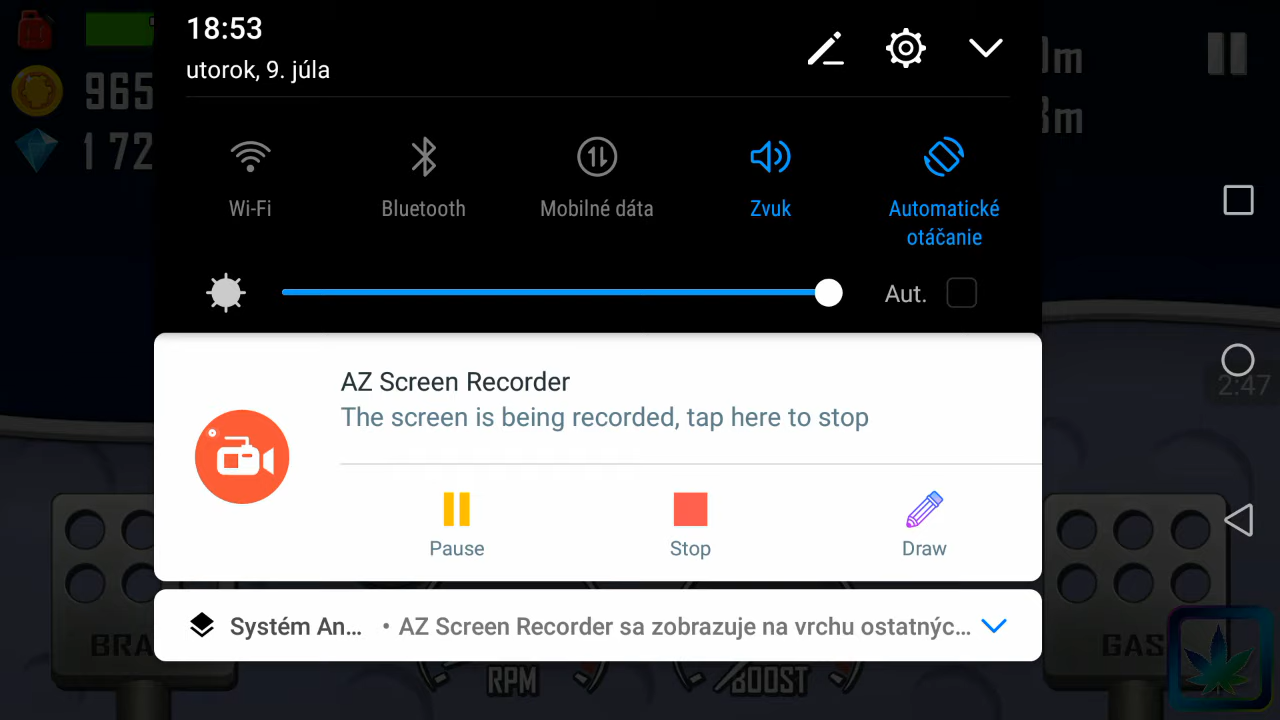 18:53
utorok, 9. júla
965
172
m
m
Wi-Fi
Bluetooth
Mobilné dáta
Zvuk
Automatické
otáčanie
Aut.
AZ Screen Recorder
The screen is being recorded, tap here to stop
2:47
Pause
Stop
Draw
Systém An... • AZ Screen Recorder sa zobrazuje na vrchu ostatnýc...
BRA
GAS
RPM
BOOST